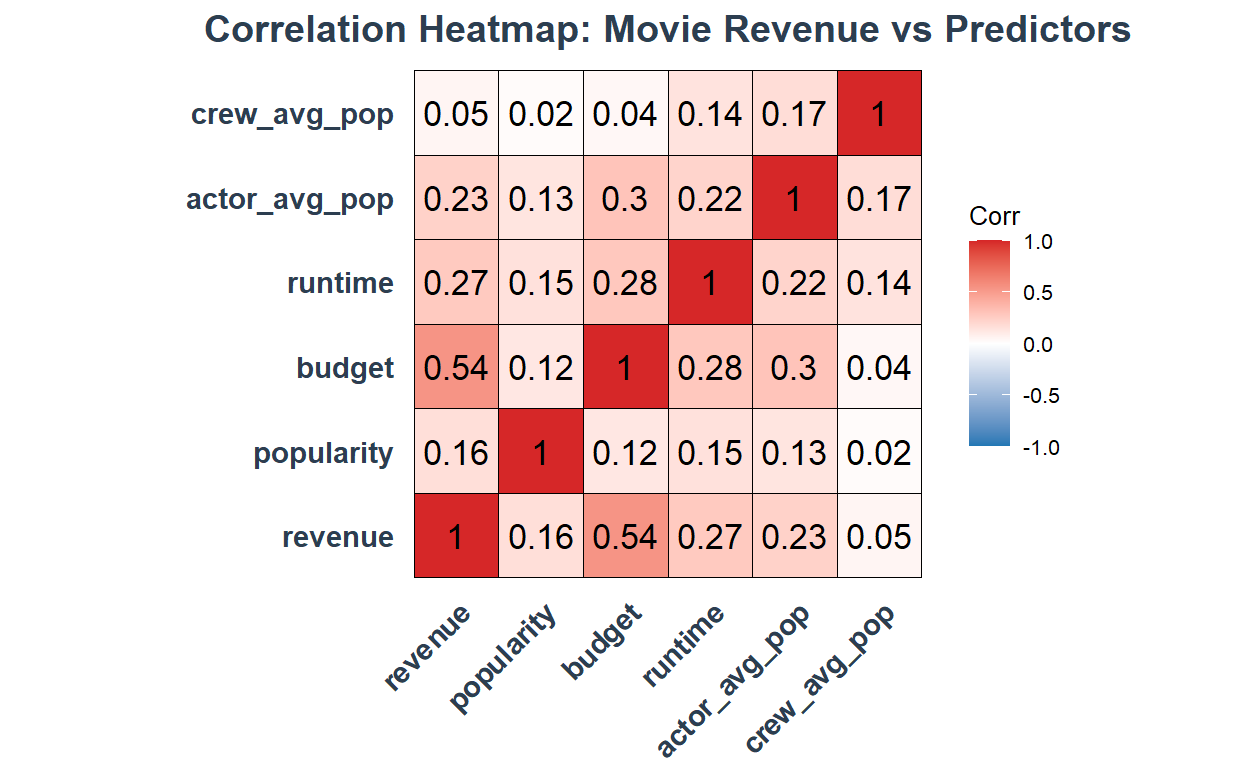 Correlation Heatmap: Movie Revenue vs Predictors
crew_avg_pop 0.05 0.02 0.04 0.14 0.17 1
actor_avg_pop 0.23 0.13 0.3 0.22 1 0.17
runtime 0.27 0.15 0.28 1 0.22 0.14
budget 0.54 0.12 1 0.28 0.3 0.04
popularity 0.16 1 0.12 0.15 0.13 0.02
revenue 1 0.16 0.54 0.27 0.23 0.05
revenue popularity budget runtime actor_avg_pop crew_avg_pop
Corr
1.0
0.5
0.0
-0.5
-1.0